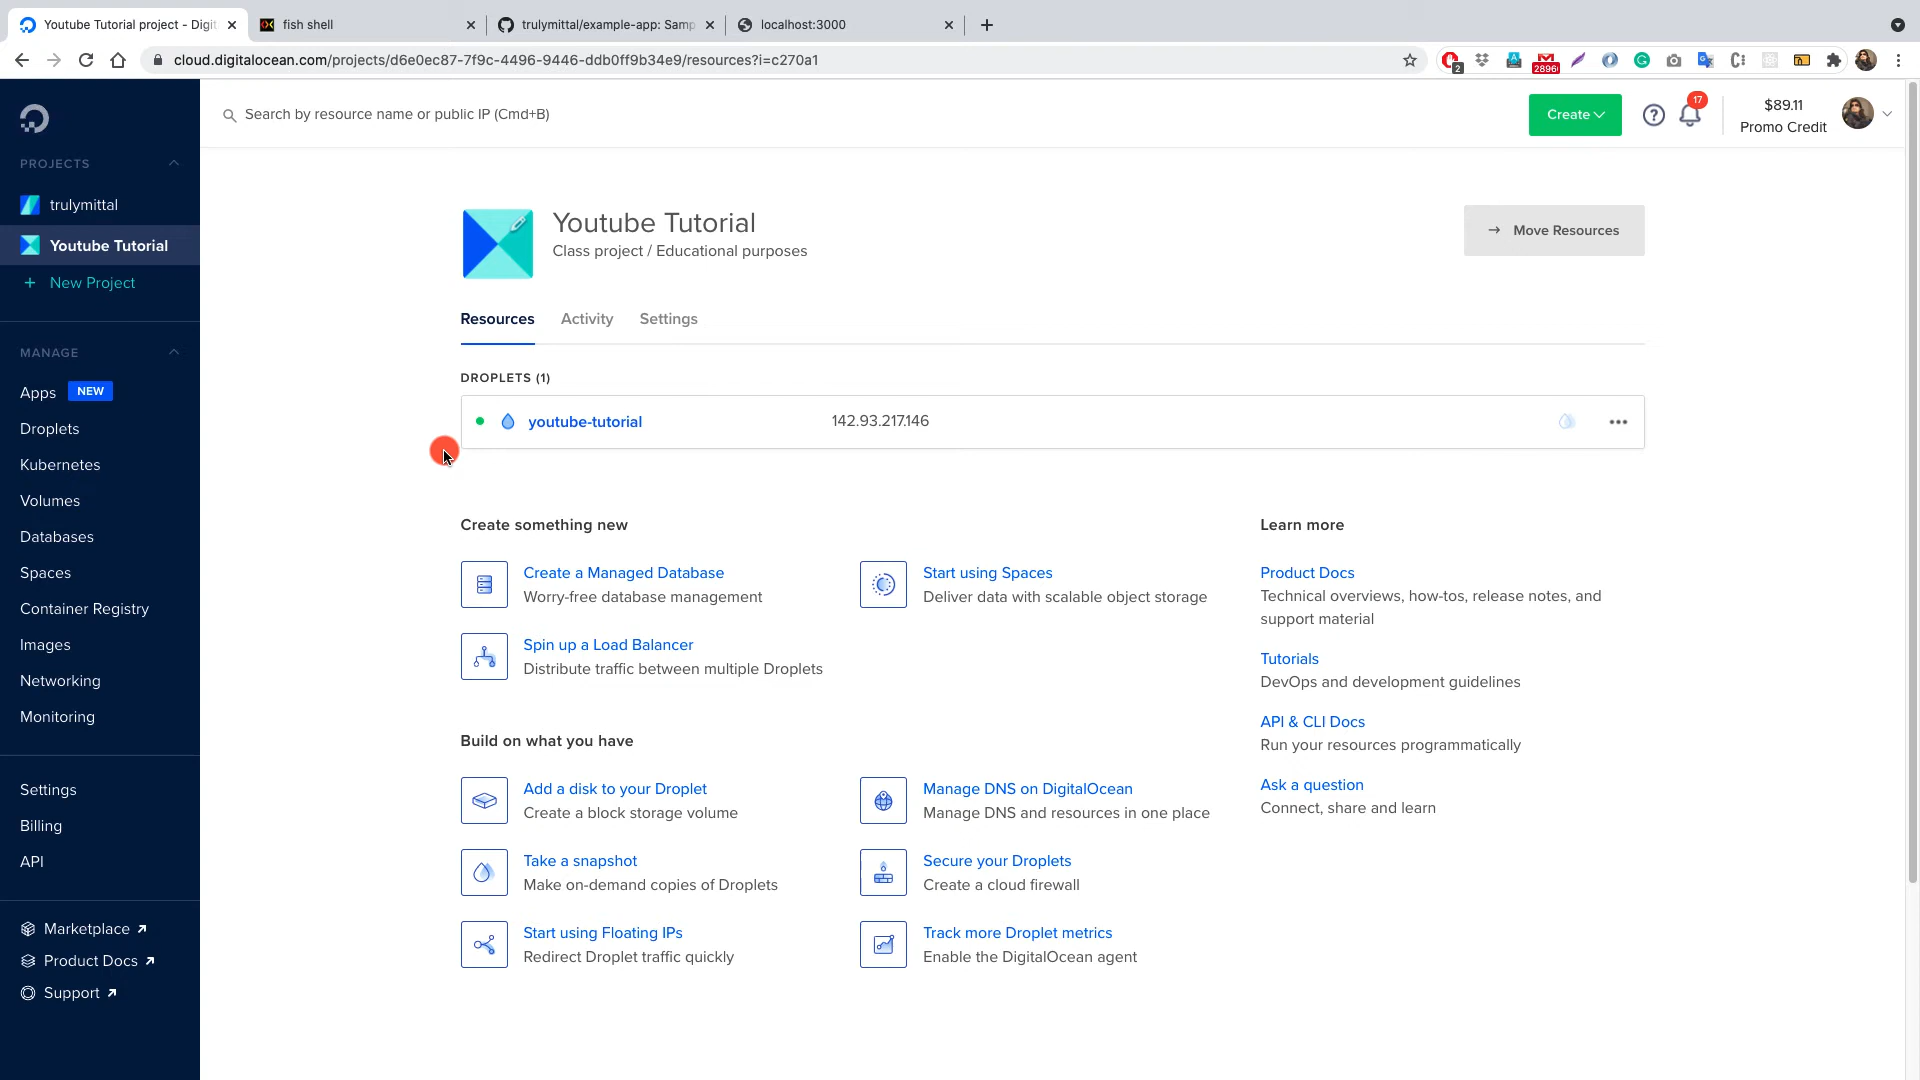 Youtube Tutorial project - Digit
fish shell
trulymittal/example-app: Samp
localhost:3000
cloud.digitalocean.com/projects/d6e0ec87-7f9c-4496-9446-ddb0ff9b34e9/resources?i=c270a1
2
2896
Search by resource name or public IP (Cmd+B)
Create
17
$89.11
Promo Credit
PROJECTS
trulymittal
Youtube Tutorial
+ New Project
MANAGE
Apps NEW
Droplets
Kubernetes
Volumes
Databases
Spaces
Container Registry
Images
Networking
Monitoring
Settings
Billing
API
Marketplace
Product Docs
Support
Youtube Tutorial
Class project / Educational purposes
Move Resources
Resources Activity Settings
DROPLETS (1)
youtube-tutorial 142.93.217.146
Create something new
Create a Managed Database
Worry-free database management
Start using Spaces
Deliver data with scalable object storage
Spin up a Load Balancer
Distribute traffic between multiple Droplets
Build on what you have
Add a disk to your Droplet
Create a block storage volume
Manage DNS on DigitalOcean
Manage DNS and resources in one place
Take a snapshot
Make on-demand copies of Droplets
Secure your Droplets
Create a cloud firewall
Start using Floating IPs
Redirect Droplet traffic quickly
Track more Droplet metrics
Enable the DigitalOcean agent
Learn more
Product Docs
Technical overviews, how-tos, release notes, and
support material
Tutorials
DevOps and development guidelines
API & CLI Docs
Run your resources programmatically
Ask a question
Connect, share and learn